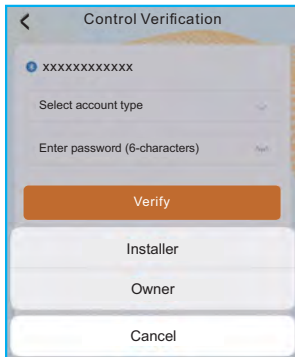 Control Verification
xxxxxxxxxxxx
Select account type
Enter password (6-characters)
Verify
Installer
Owner
Cancel